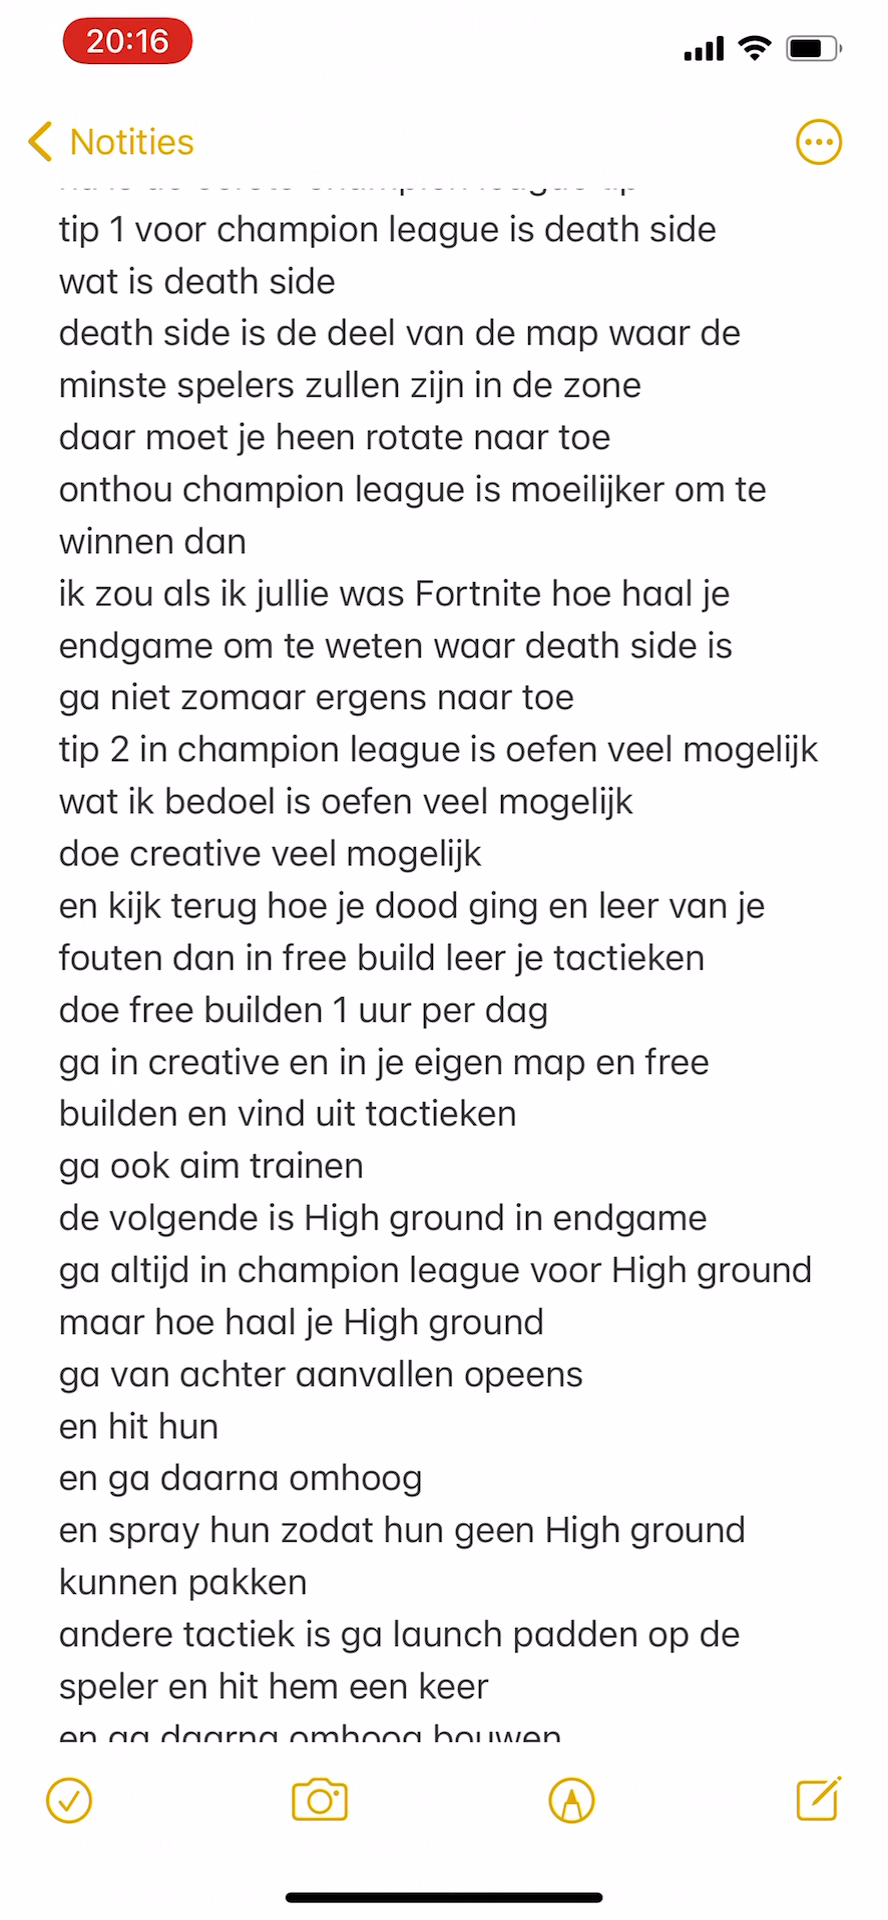 20:16
Notities
tip 1 voor champion league is death side
wat is death side
death side is de deel van de map waar de
minste spelers zullen zijn in de zone
daar moet je heen rotate naar toe
onthou champion league is moeilijker om te
winnen dan
ik zou als ik jullie was Fortnite hoe haal je
endgame om te weten waar death side is
ga niet zomaar ergens naar toe
tip 2 in champion league is oefen veel mogelijk
wat ik bedoel is oefen veel mogelijk
doe creative veel mogelijk
en kijk terug hoe je dood ging en leer van je
fouten dan in free build leer je tactieken
doe free builden 1 uur per dag
ga in creative en in je eigen map en free
builden en vind uit tactieken
ga ook aim trainen
de volgende is High ground in endgame
ga altijd in champion league voor High ground
maar hoe haal je High ground
ga van achter aanvallen opeens
en hit hun
en ga daarna omhoog
en spray hun zodat hun geen High ground
kunnen pakken
andere tactiek is ga launch padden op de
speler en hit hem een keer
en ga daarna omhoog bouwen